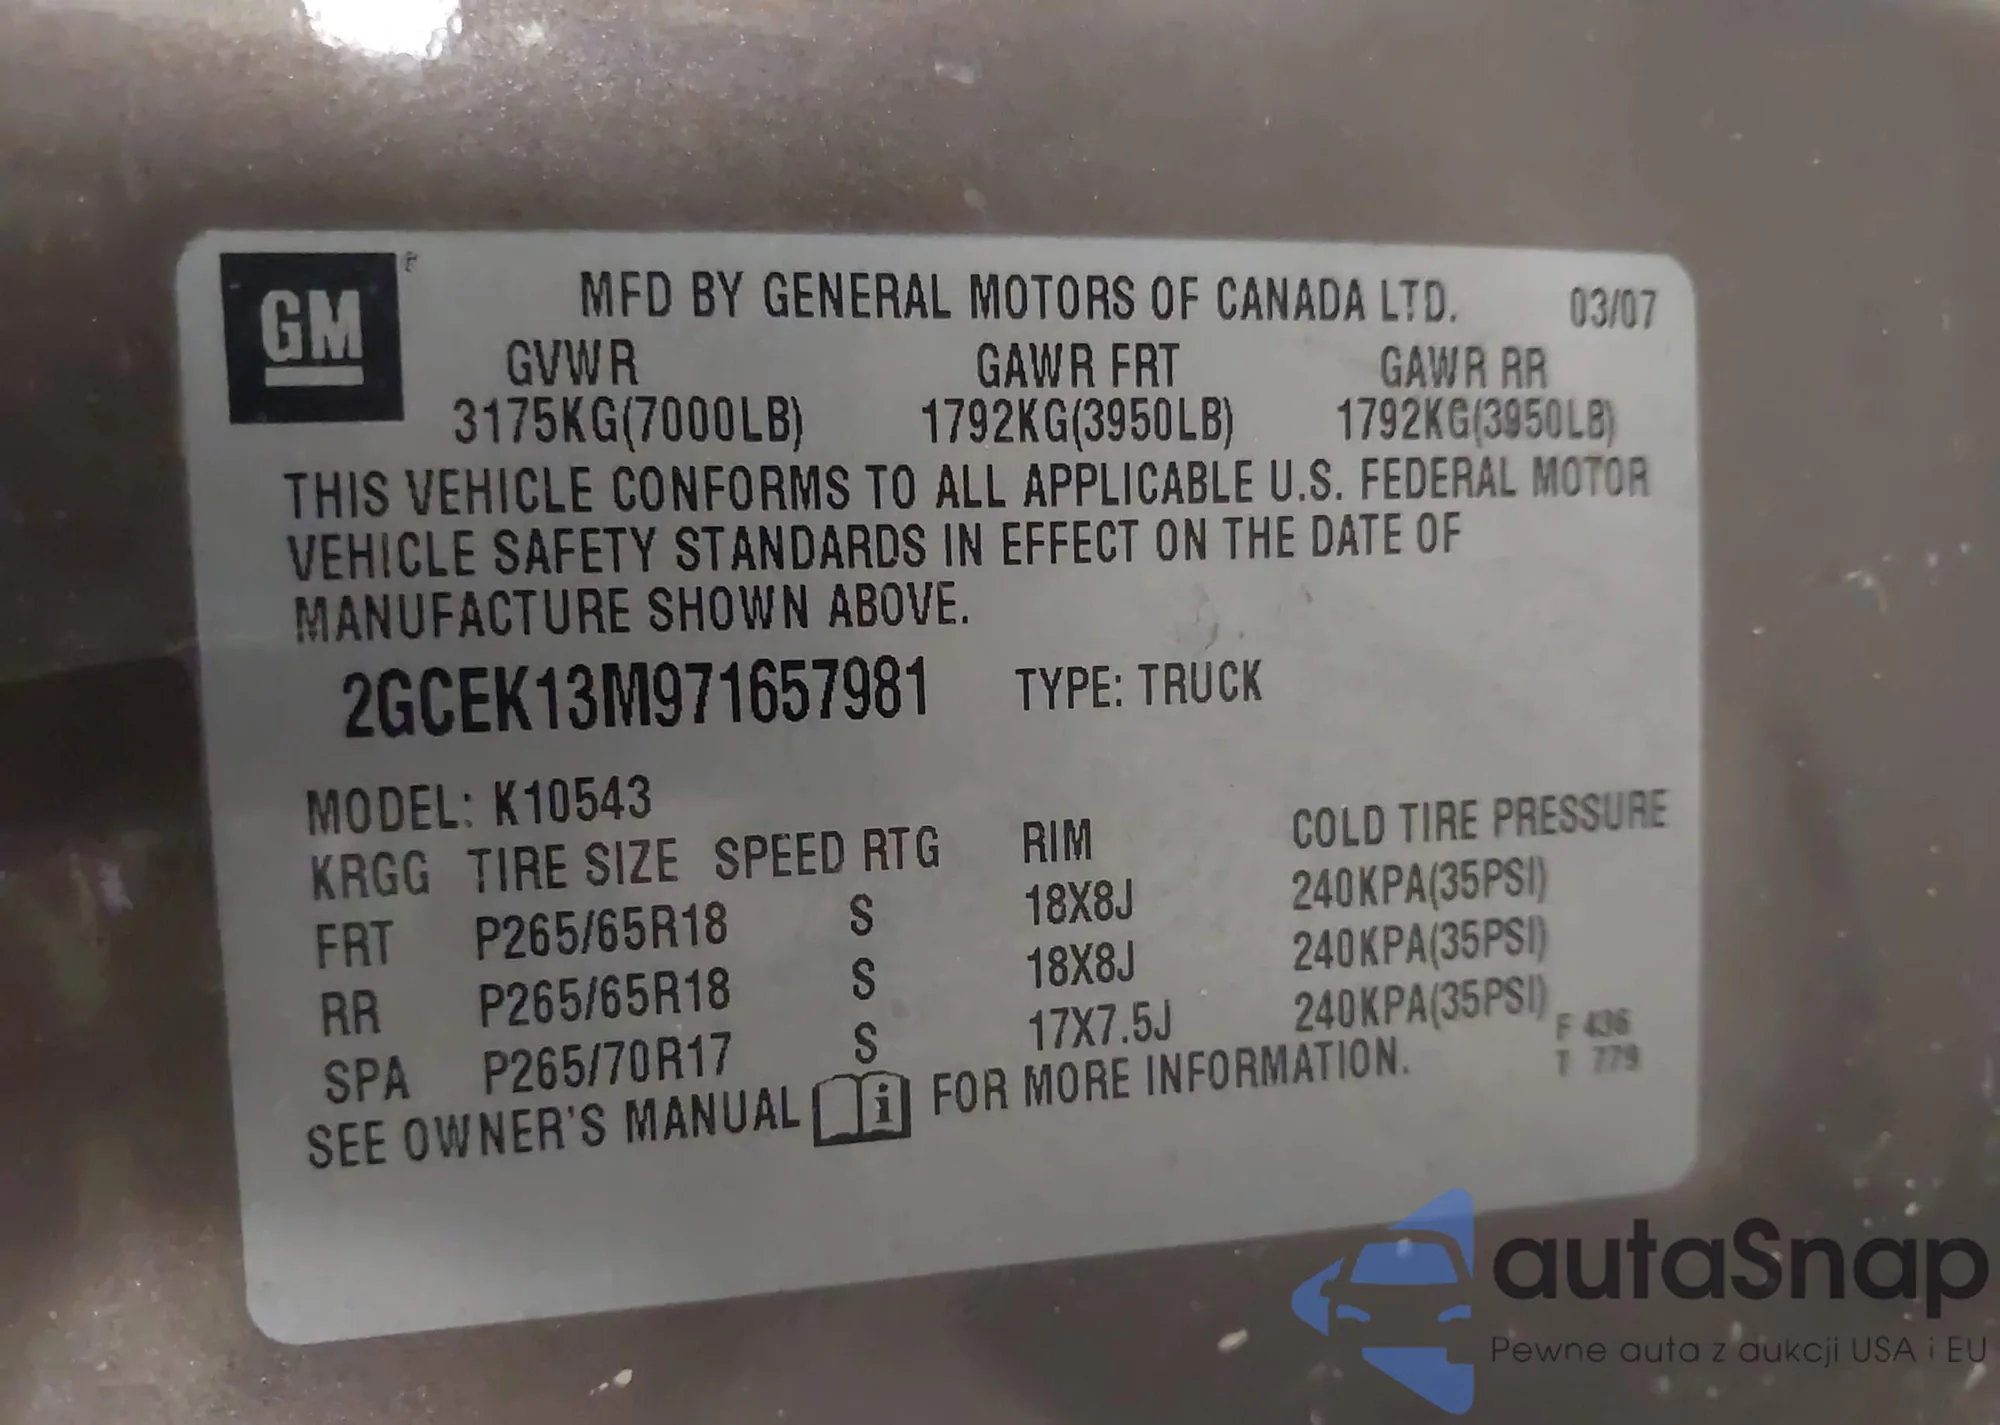 GM
MFD BY GENERAL MOTORS OF CANADA LTD. 03/07
GVWR GAWR FRT GAWR RR
3175KG(7000LB) 1792KG(3950LB) 1792KG(3950LB)
THIS VEHICLE CONFORMS TO ALL APPLICABLE U.S. FEDERAL MOTOR
VEHICLE SAFETY STANDARDS IN EFFECT ON THE DATE OF
MANUFACTURE SHOWN ABOVE.
2GCEK13M971657981 TYPE: TRUCK
MODEL: K10543
KRGG TIRE SIZE SPEED RTG RIM COLD TIRE PRESSURE
FRT P265/65R18 S 18X8J 240KPA(35PSI)
RR P265/65R18 S 18X8J 240KPA(35PSI)
SPA P265/70R17 S 17X7.5J 240KPA(35PSI)
F 436
T 779
SEE OWNER'S MANUAL i FOR MORE INFORMATION.
autaSnap
Pewne auta z aukcji USA i EU